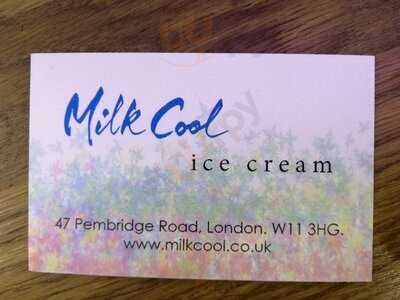 Milk Cool
ice cream
47 Pembridge Road, London. W11 3HG.
www.milkcool.co.uk